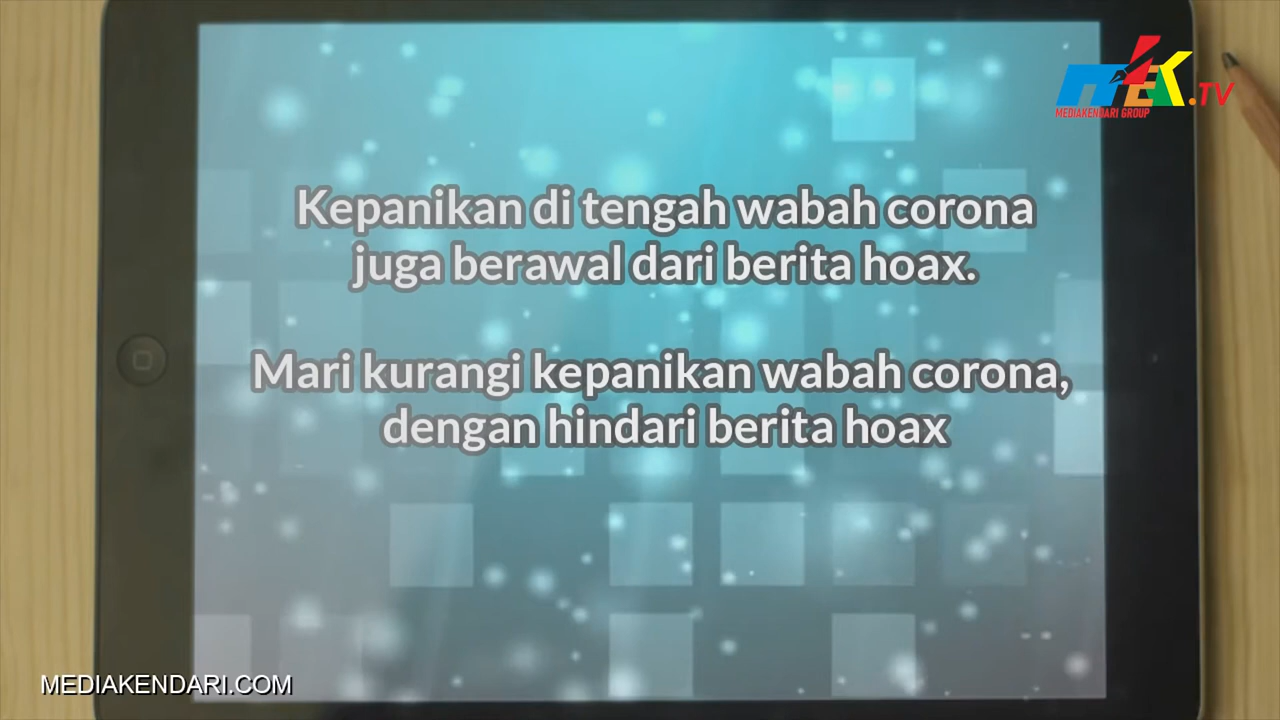 MEK.TV
MEDIAKENDARI GROUP
Kepanikan di tengah wabah corona
juga berawal dari berita hoax.
Mari kurangi kepanikan wabah corona,
dengan hindari berita hoax
MEDIAKENDARI.COM